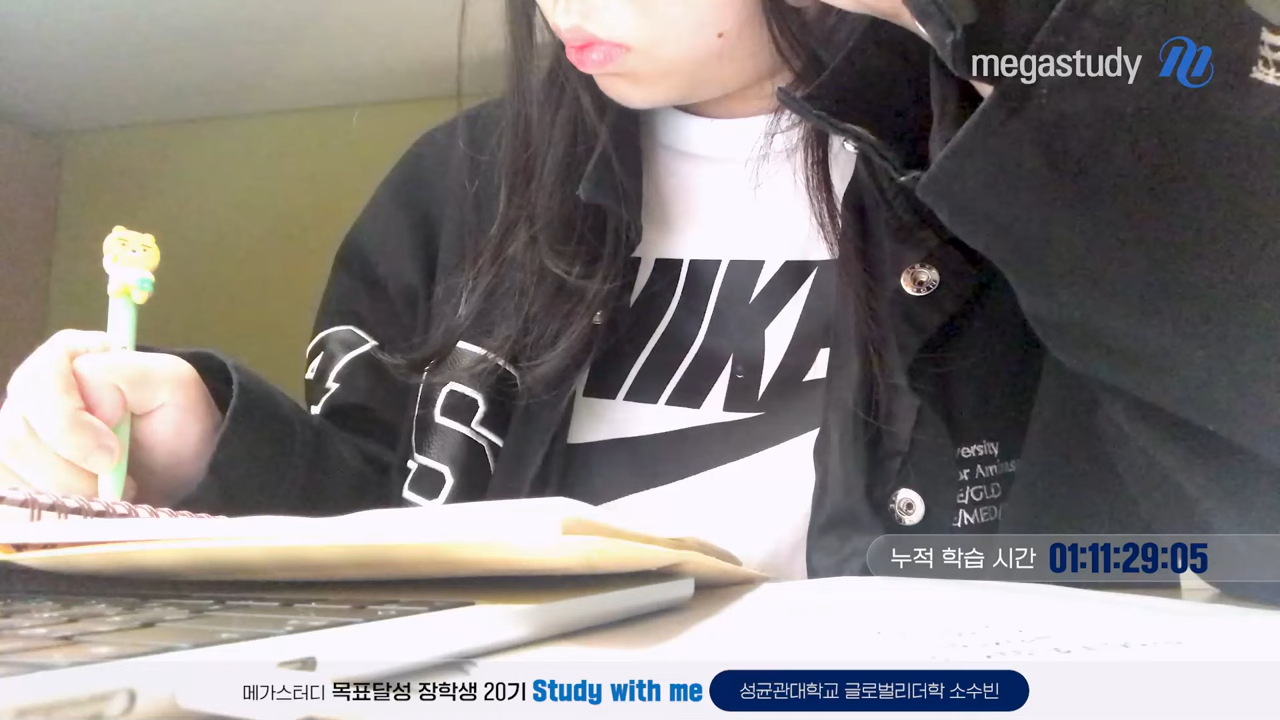 megastudy
NIKE
versity
E/GLD
누적 학습 시간 01:11:29:05
메가스터디 목표달성 장학생 20기 Study with me 성균관대학교 글로벌리더학 소수빈